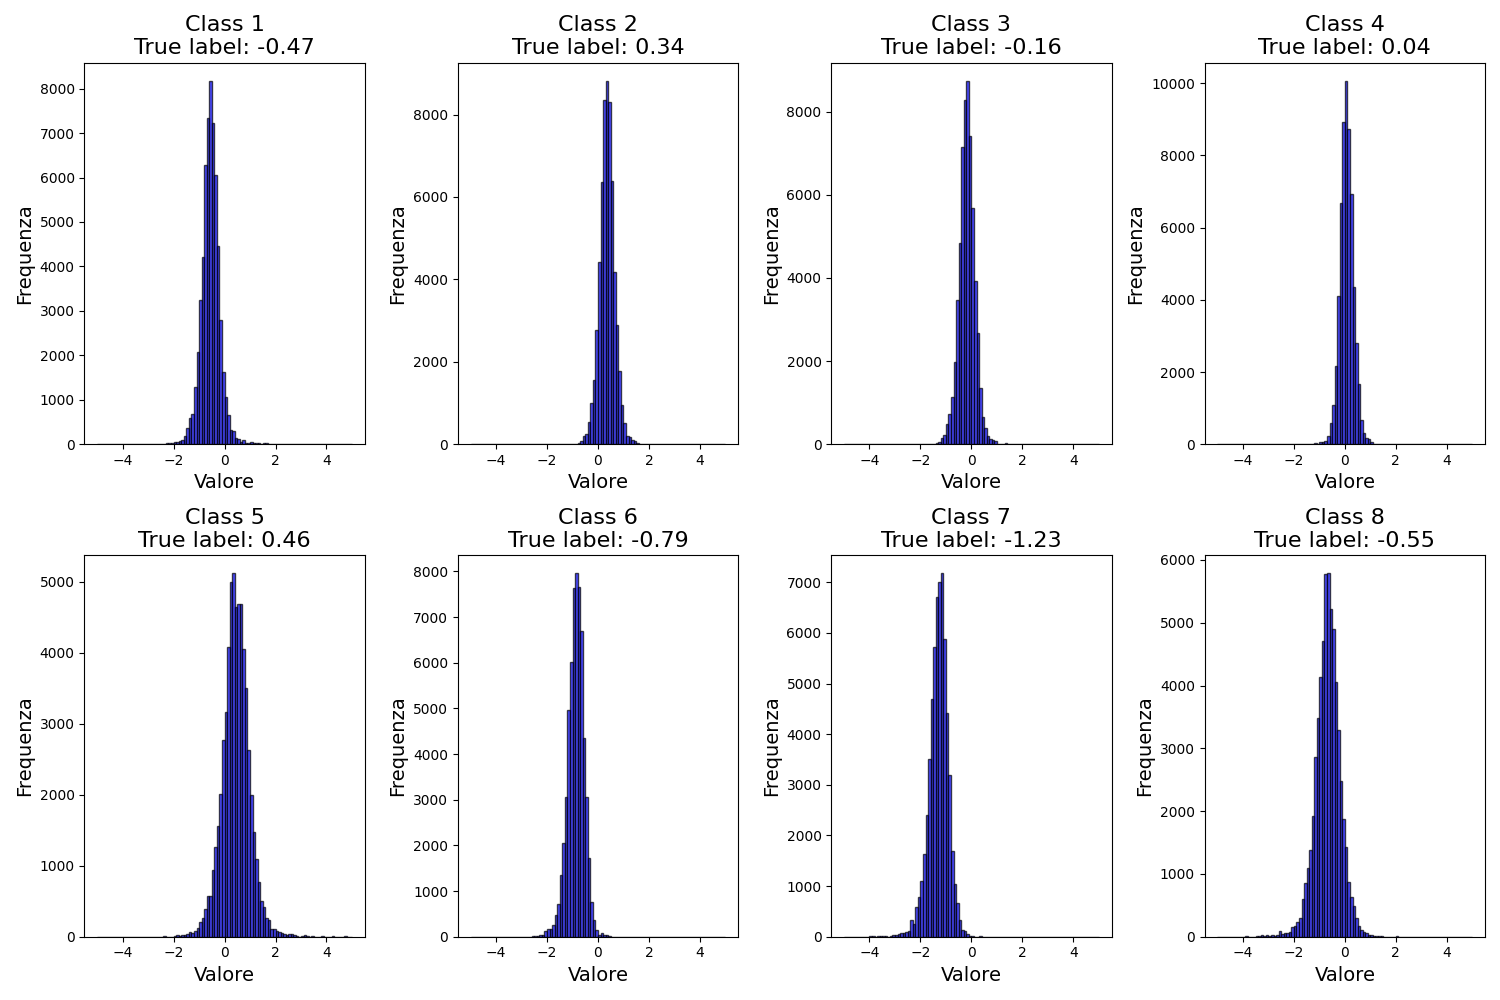 Class 1
True label: -0.47
Class 2
True label: 0.34
Class 3
True label: -0.16
Class 4
True label: 0.04
Frequenza
8000
7000
6000
5000
4000
3000
2000
1000
0
−4 −2 0 2 4
Valore
Frequenza
8000
6000
4000
2000
0
−4 −2 0 2 4
Valore
Frequenza
8000
6000
4000
2000
0
−4 −2 0 2 4
Valore
Frequenza
10000
8000
6000
4000
2000
0
−4 −2 0 2 4
Valore
Class 5
True label: 0.46
Class 6
True label: -0.79
Class 7
True label: -1.23
Class 8
True label: -0.55
Frequenza
5000
4000
3000
2000
1000
0
−4 −2 0 2 4
Valore
Frequenza
8000
7000
6000
5000
4000
3000
2000
1000
0
−4 −2 0 2 4
Valore
Frequenza
7000
6000
5000
4000
3000
2000
1000
0
−4 −2 0 2 4
Valore
Frequenza
6000
5000
4000
3000
2000
1000
0
−4 −2 0 2 4
Valore